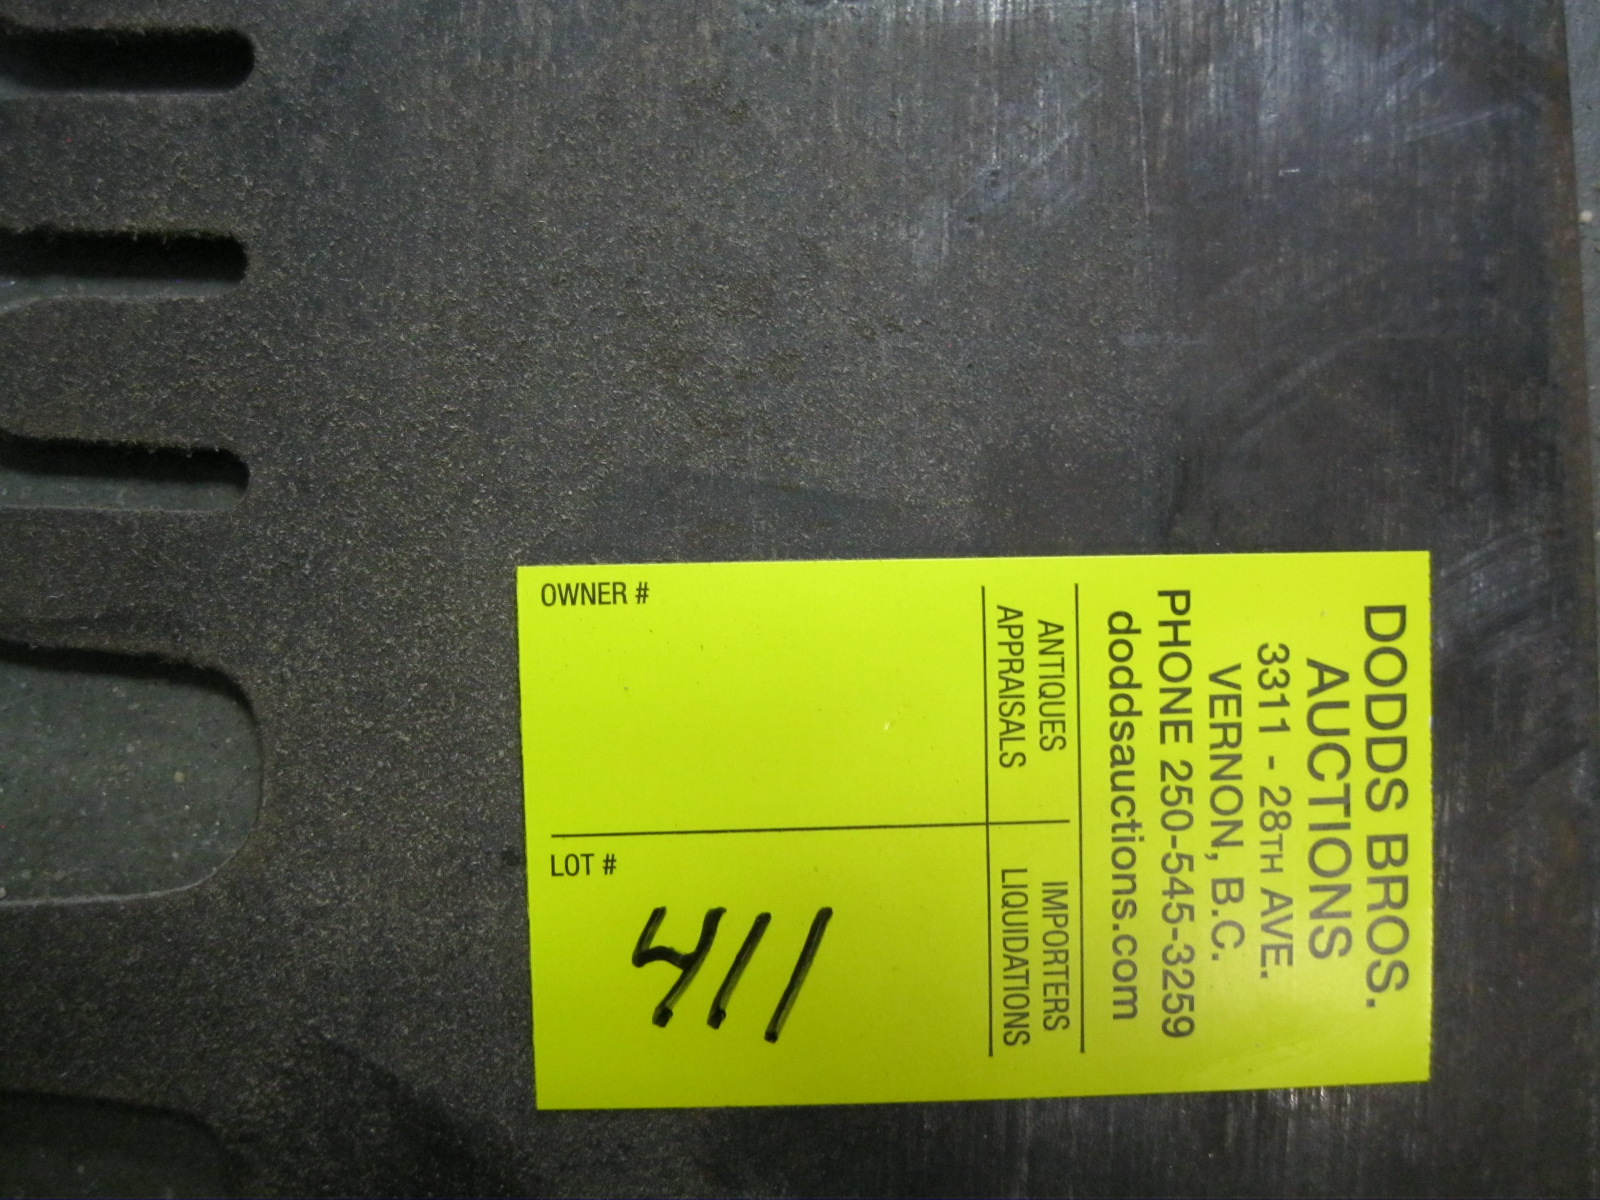 DODDS BROS.
AUCTIONS
3311 - 28TH AVE.
VERNON, B.C.
PHONE 250-545-3259
doddsauctions.com
ANTIQUES
APPRAISALS
IMPORTERS
LIQUIDATIONS
OWNER #
LOT #
411